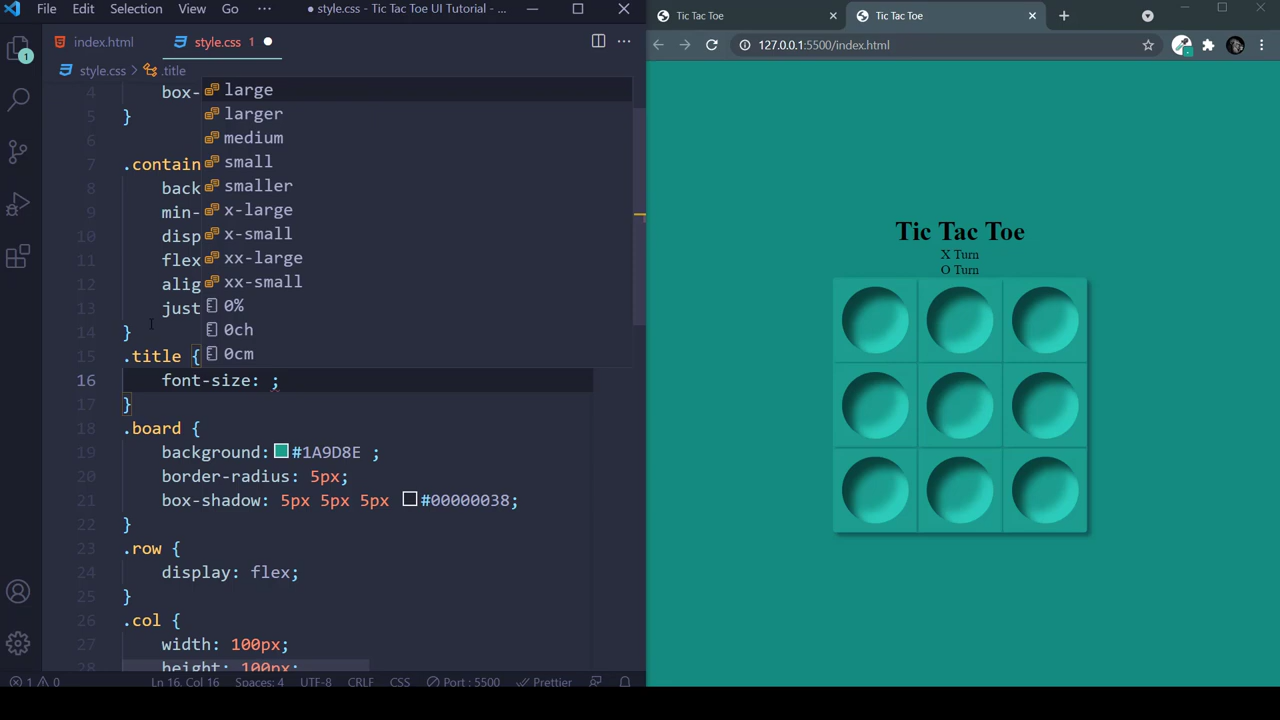 File Edit Selection View Go ··· ● style.css - Tic Tac Toe UI Tutorial - ...
index.html style.css 1 ●
style.css > .title
4 box-
5 }
6
7 .contain
8 back
9 min-
10 disp
11 flex
12 alig
13 just
14 }
15 .title {
16 font-size: ;
17 }
18 .board {
19 background: #1A9D8E ;
20 border-radius: 5px;
21 box-shadow: 5px 5px 5px #00000038;
22 }
23 .row {
24 display: flex;
25 }
26 .col {
27 width: 100px;
28 height: 100px;
large
larger
medium
small
smaller
x-large
x-small
xx-large
xx-small
0%
0ch
0cm
1
1 0 Ln 16, Col 16 Spaces: 4 UTF-8 CRLF CSS Port : 5500 Prettier
Tic Tac Toe Tic Tac Toe
127.0.0.1:5500/index.html
Tic Tac Toe
X Turn
O Turn